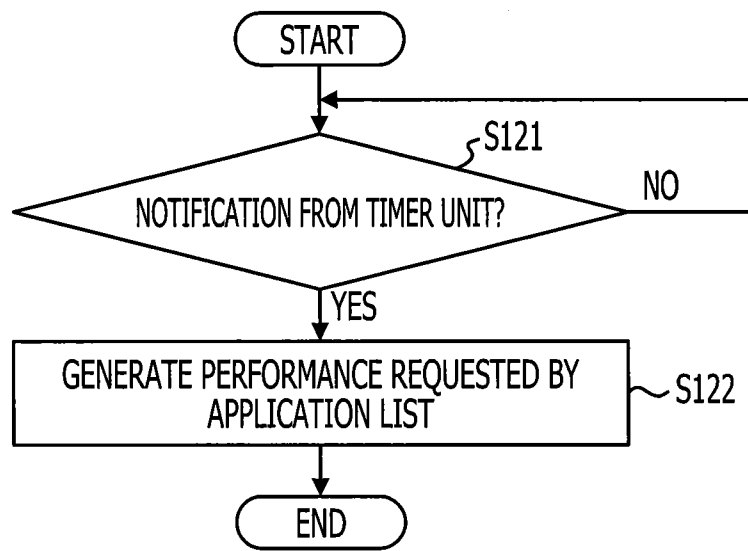 START
S121
NOTIFICATION FROM TIMER UNIT?
NO
YES
GENERATE PERFORMANCE REQUESTED BY
APPLICATION LIST
S122
END